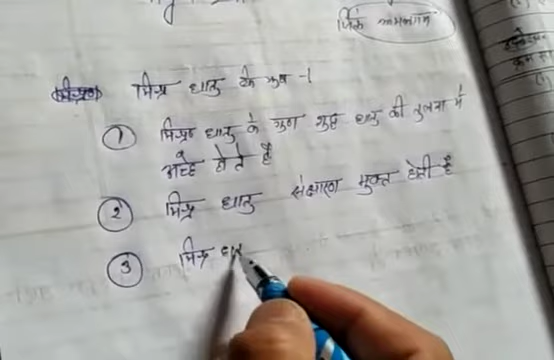 मिश्र धातु के गुण -।
① मिश्र धातु के गुण शुद्ध धातु की तुलना में
अच्छे होते हैं
② मिश्र धातु संक्षारण मुक्त होती है
③ मिश्र धा